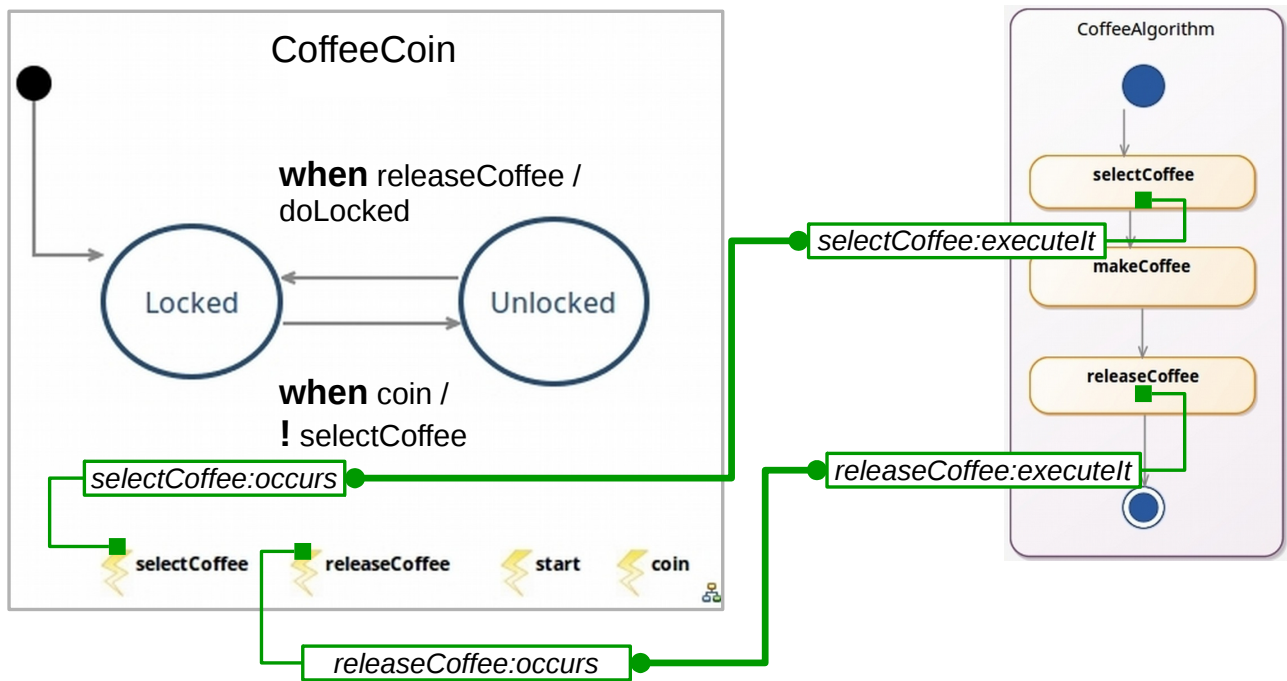 CoffeeCoin
when releaseCoffee /
doLocked
Locked
Unlocked
when coin /
! selectCoffee
selectCoffee:occurs
selectCoffee
releaseCoffee
start
coin
releaseCoffee:occurs
CoffeeAlgorithm
selectCoffee
selectCoffee:executeIt
makeCoffee
releaseCoffee
releaseCoffee:executeIt